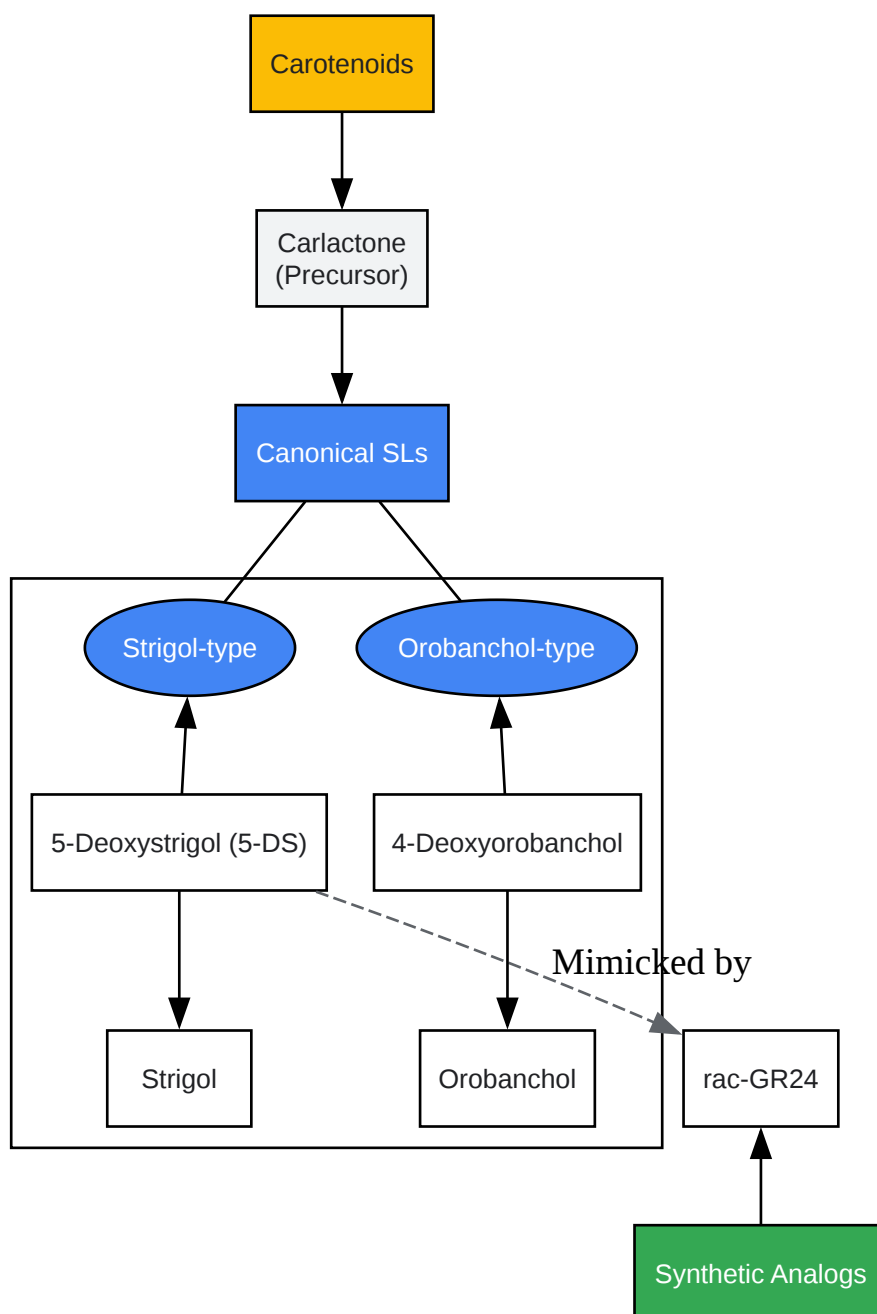 Carotenoids
Carlactone
(Precursor)
Canonical SLs
Strigol-type
Orobanchol-type
5-Deoxystrigol (5-DS)
4-Deoxyorobanchol
Mimicked by
Strigol
Orobanchol
rac-GR24
Synthetic Analogs